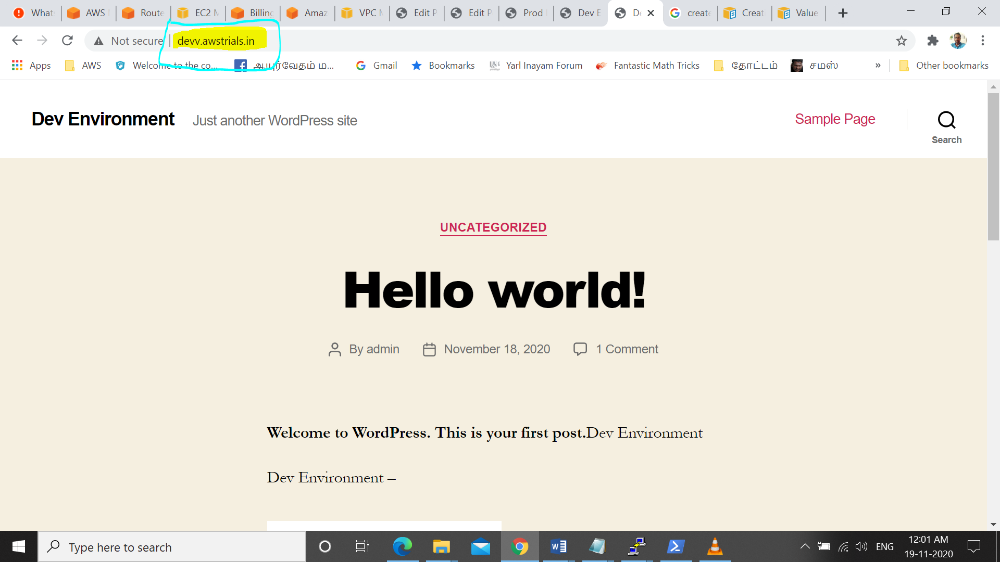 What AWS Route EC2 M Billing Amaz VPC M Edit P Edit P Prod Dev E De create Creat Value
Not secure devv.awstrials.in
Apps AWS Welcome to the co... ஆயுர்வேதம் ம... Gmail Bookmarks Yarl Inayam Forum Fantastic Math Tricks தோட்டம் சமஸ் » Other bookmarks
Dev Environment Just another WordPress site Sample Page
Search
UNCATEGORIZED
Hello world!
By admin November 18, 2020 1 Comment
Welcome to WordPress. This is your first post.Dev Environment
Dev Environment –
Type here to search ENG 12:01 AM
19-11-2020